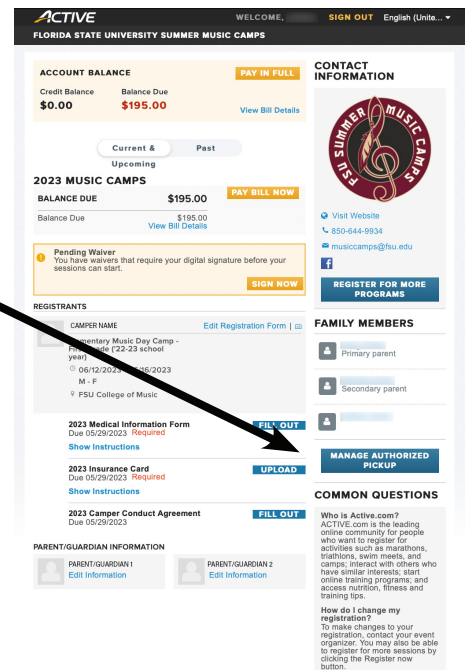 ACTIVE
WELCOME,
SIGN OUT
English (Unite...
FLORIDA STATE UNIVERSITY SUMMER MUSIC CAMPS
ACCOUNT BALANCE
PAY IN FULL
Credit Balance
Balance Due
$0.00
$195.00
View Bill Details
Current &
Upcoming
Past
2023 MUSIC CAMPS
BALANCE DUE
$195.00
PAY BILL NOW
Balance Due
$195.00
View Bill Details
Pending Waiver
You have waivers that require your digital signature before your
sessions can start.
SIGN NOW
REGISTRANTS
CAMPER NAME
Edit Registration Form |
Elementary Music Day Camp -
Grade ('22-23 school
year)
06/12/2023
/16/2023
M - F
FSU College of Music
2023 Medical Information Form
FILL OUT
Due 05/29/2023 Required
Show Instructions
2023 Insurance Card
UPLOAD
Due 05/29/2023 Required
Show Instructions
2023 Camper Conduct Agreement
FILL OUT
Due 05/29/2023
PARENT/GUARDIAN INFORMATION
PARENT/GUARDIAN 1
Edit Information
PARENT/GUARDIAN 2
Edit Information
CONTACT
INFORMATION
FSU SUMMER MUSIC CAMPS
Visit Website
850-644-9934
musiccamps@fsu.edu
REGISTER FOR MORE
PROGRAMS
FAMILY MEMBERS
Primary parent
Secondary parent
MANAGE AUTHORIZED
PICKUP
COMMON QUESTIONS
Who is Active.com?
ACTIVE.com is the leading
online community for people
who want to register for
activities such as marathons,
triathlons, swim meets, and
camps; interact with others who
have similar interests; start
online training programs; and
access nutrition, fitness and
training tips.
How do I change my
registration?
To make changes to your
registration, contact your event
organizer. You may also be able
to register for more sessions by
clicking the Register now
button.